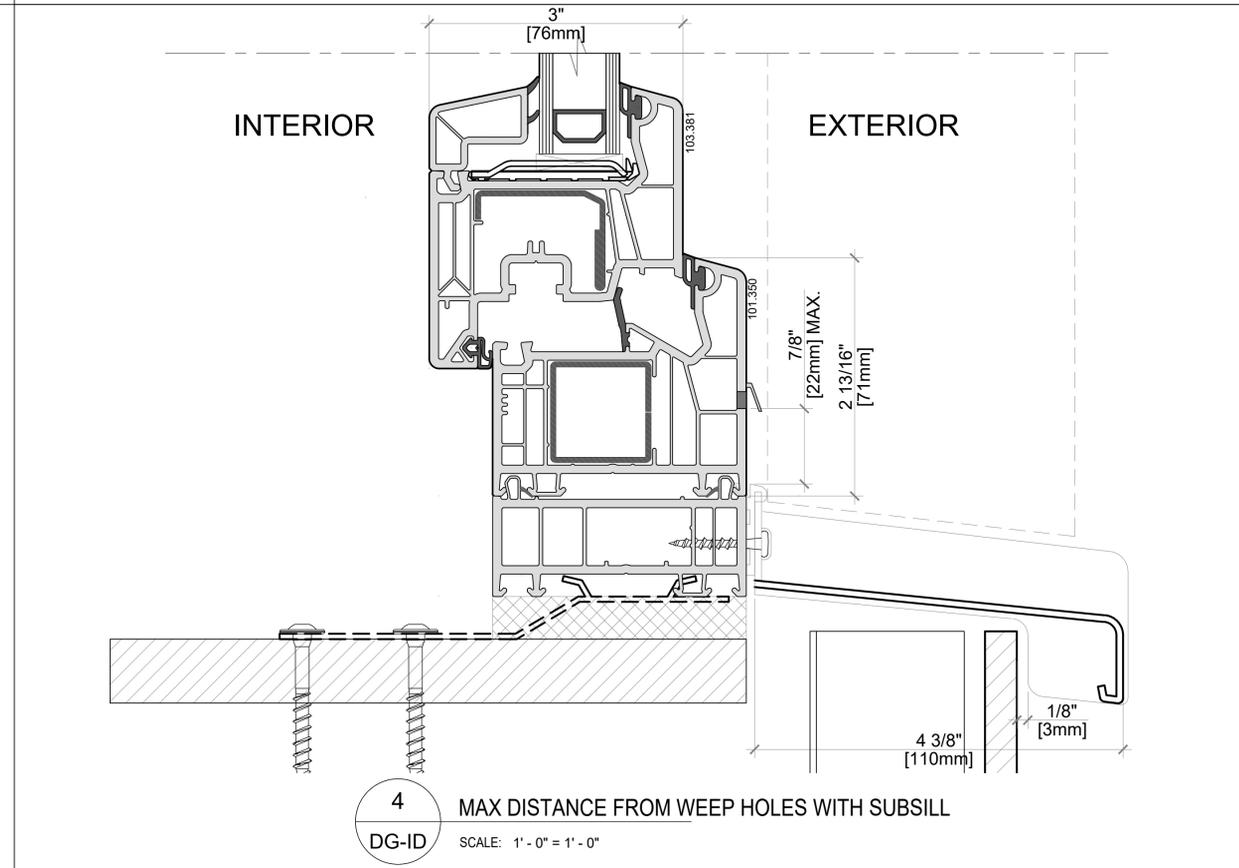 3"
[76mm]
INTERIOR
EXTERIOR
103.381
101.350
7/8"
[22mm] MAX.
2 13/16"
[71mm]
1/8"
[3mm]
4 3/8"
[110mm]
4
DG-ID
MAX DISTANCE FROM WEEP HOLES WITH SUBSILL
SCALE: 1' - 0" = 1' - 0"